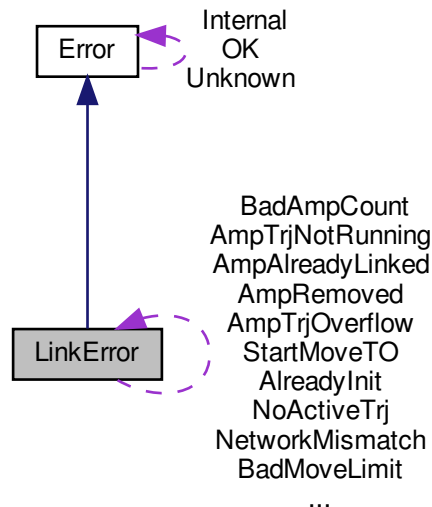 Internal
OK
Unknown
Error
BadAmpCount
AmpTrjNotRunning
AmpAlreadyLinked
AmpRemoved
AmpTrjOverflow
StartMoveTO
AlreadyInit
NoActiveTrj
NetworkMismatch
BadMoveLimit
...
LinkError